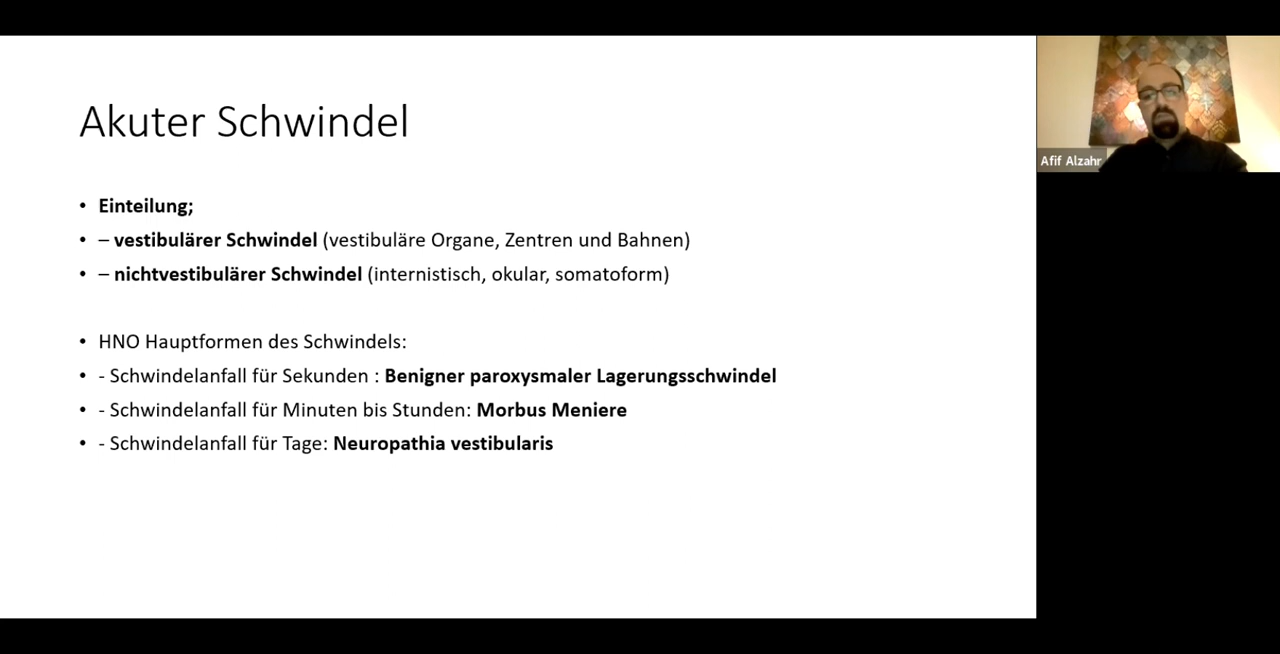 Akuter Schwindel
• Einteilung;
• – vestibulärer Schwindel (vestibuläre Organe, Zentren und Bahnen)
• – nichtvestibulärer Schwindel (internistisch, okular, somatoform)
• HNO Hauptformen des Schwindels:
• - Schwindelanfall für Sekunden : Benigner paroxysmaler Lagerungsschwindel
• - Schwindelanfall für Minuten bis Stunden: Morbus Meniere
• - Schwindelanfall für Tage: Neuropathia vestibularis
Afif Alzahr